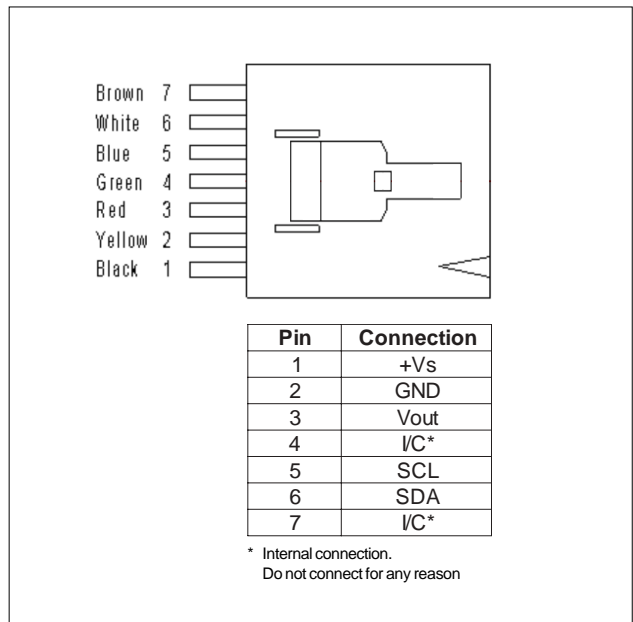 Brown 7
White 6
Blue 5
Green 4
Red 3
Yellow 2
Black 1
Pin Connection
1 +Vs
2 GND
3 Vout
4 I/C*
5 SCL
6 SDA
7 I/C*
* Internal connection.
Do not connect for any reason